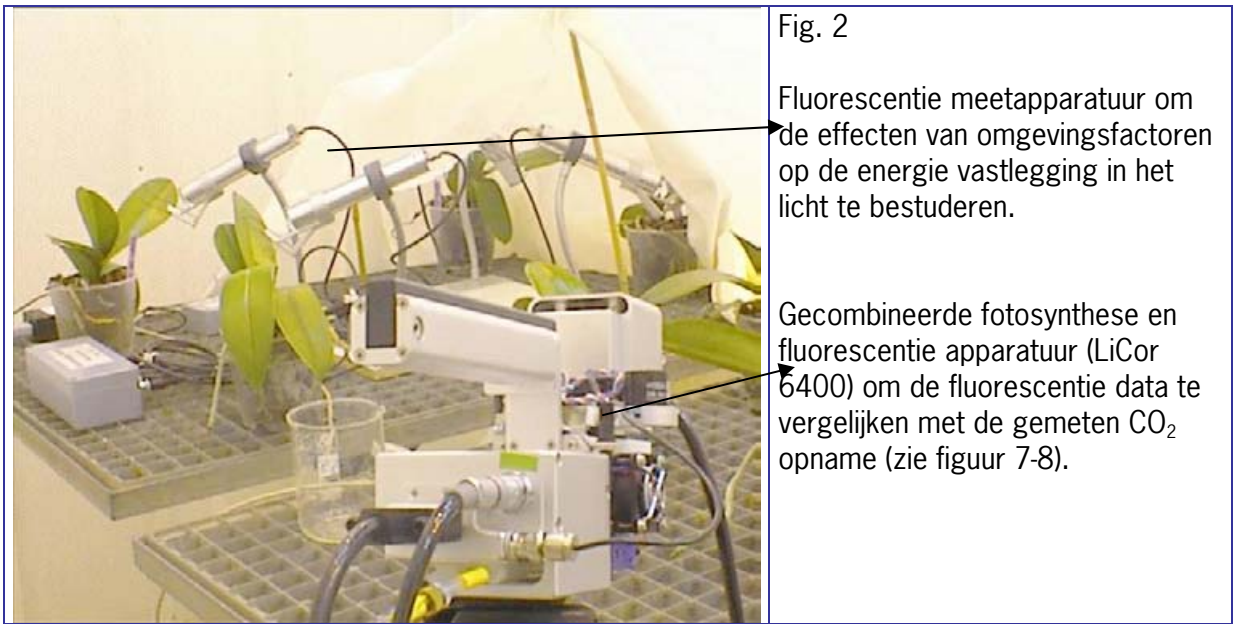 Fig. 2
Fluorescentie meetapparatuur om
de effecten van omgevingsfactoren
op de energie vastlegging in het
licht te bestuderen.
Gecombineerde fotosynthese en
fluorescentie apparatuur (LiCor
6400) om de fluorescentie data te
vergelijken met de gemeten CO₂
opname (zie figuur 7-8).